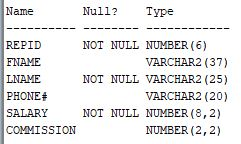 Name Null? Type
---------- -------- ------------
REPID NOT NULL NUMBER(6)
FNAME VARCHAR2(37)
LNAME NOT NULL VARCHAR2(25)
PHONE# VARCHAR2(20)
SALARY NOT NULL NUMBER(8,2)
COMMISSION NUMBER(2,2)